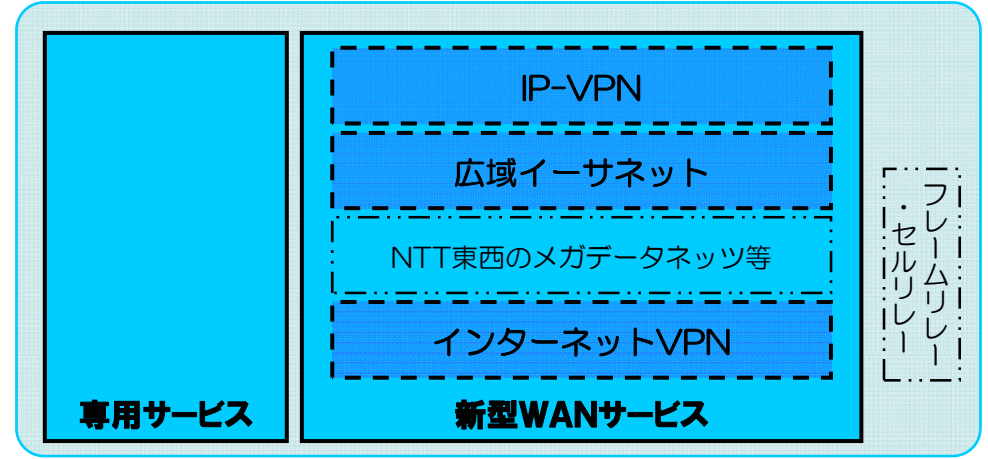 IP-VPN
広域イーサネット
NTT東西のメガデータネッツ等
インターネットVPN
専用サービス
新型WANサービス
フレームリレー
・セルリレー